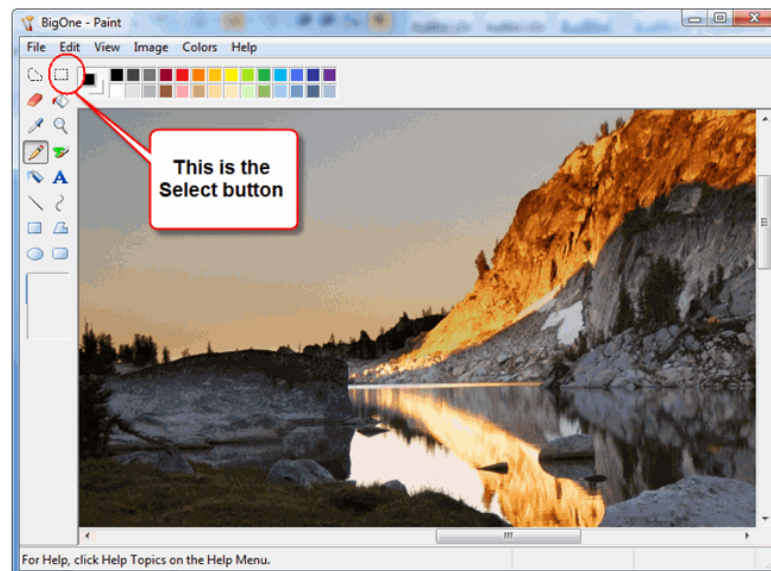 BigOne - Paint
File Edit View Image Colors Help
A
This is the
Select button
For Help, click Help Topics on the Help Menu.